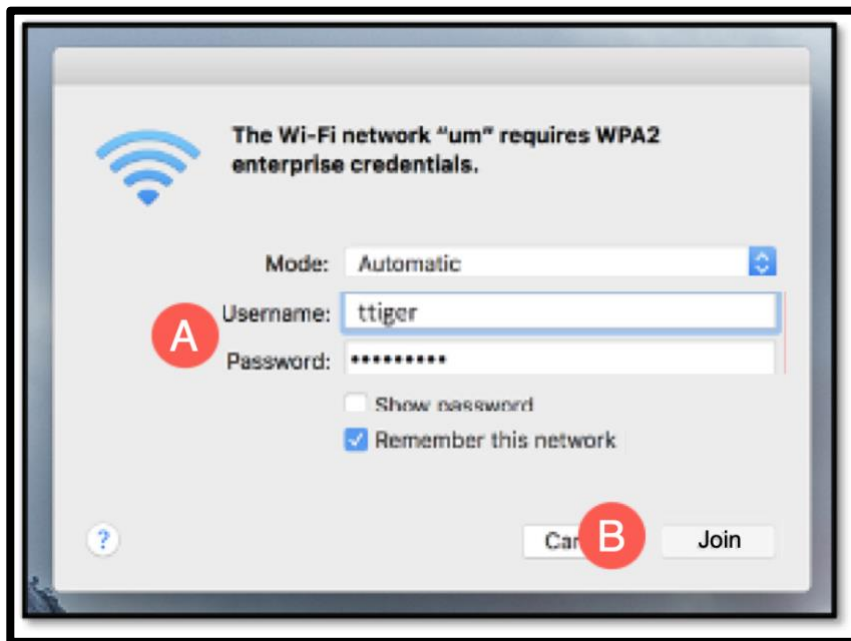 The Wi-Fi network “um” requires WPA2
enterprise credentials.
Mode: Automatic
A
Username: ttiger
Password: •••••••••
Show password
Remember this network
?
Can
B
Join